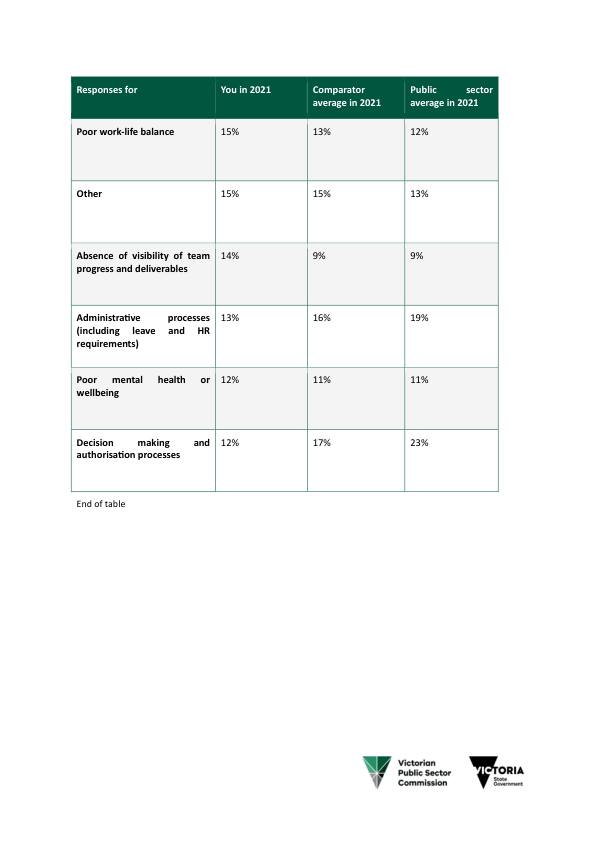 Responses for You in 2021 Comparator average in 2021 Public sector average in 2021
Poor work-life balance 15% 13% 12%
Other 15% 15% 13%
Absence of visibility of team progress and deliverables 14% 9% 9%
Administrative processes (including leave and HR requirements) 13% 16% 19%
Poor mental health or wellbeing 12% 11% 11%
Decision making and authorisation processes 12% 17% 23%
End of table
Victorian
Public Sector
Commission
VICTORIA
State
Government